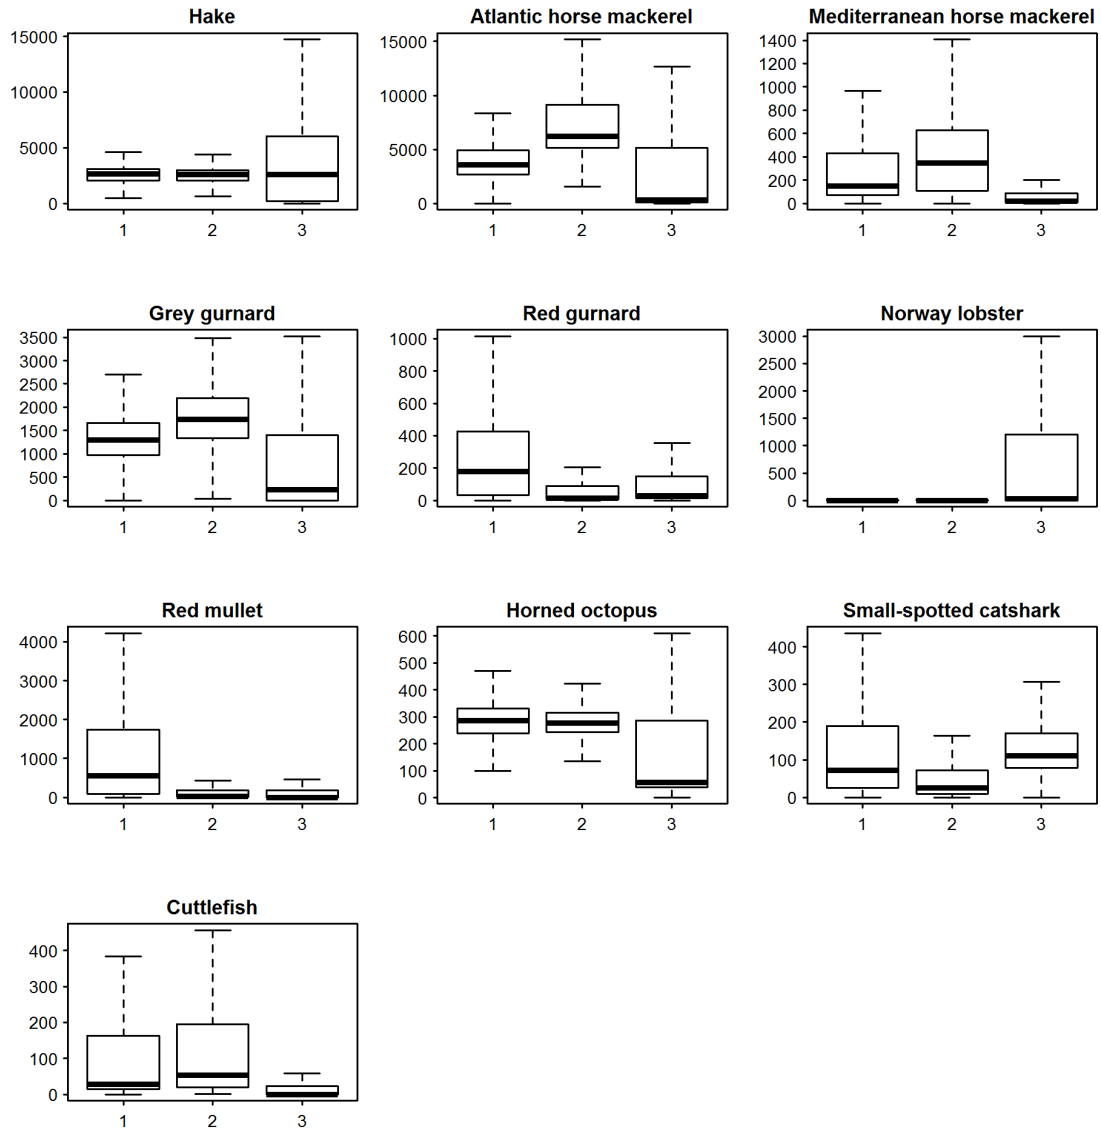 Hake
15000
10000
5000
0
1 2 3
Atlantic horse mackerel
15000
10000
5000
0
1 2 3
Mediterranean horse mackerel
1400
1200
1000
800
600
400
200
0
1 2 3
Grey gurnard
3500
3000
2500
2000
1500
1000
500
0
1 2 3
Red gurnard
1000
800
600
400
200
0
1 2 3
Norway lobster
3000
2500
2000
1500
1000
500
0
1 2 3
Red mullet
4000
3000
2000
1000
0
1 2 3
Horned octopus
600
500
400
300
200
100
0
1 2 3
Small-spotted catshark
400
300
200
100
0
1 2 3
Cuttlefish
400
300
200
100
0
1 2 3